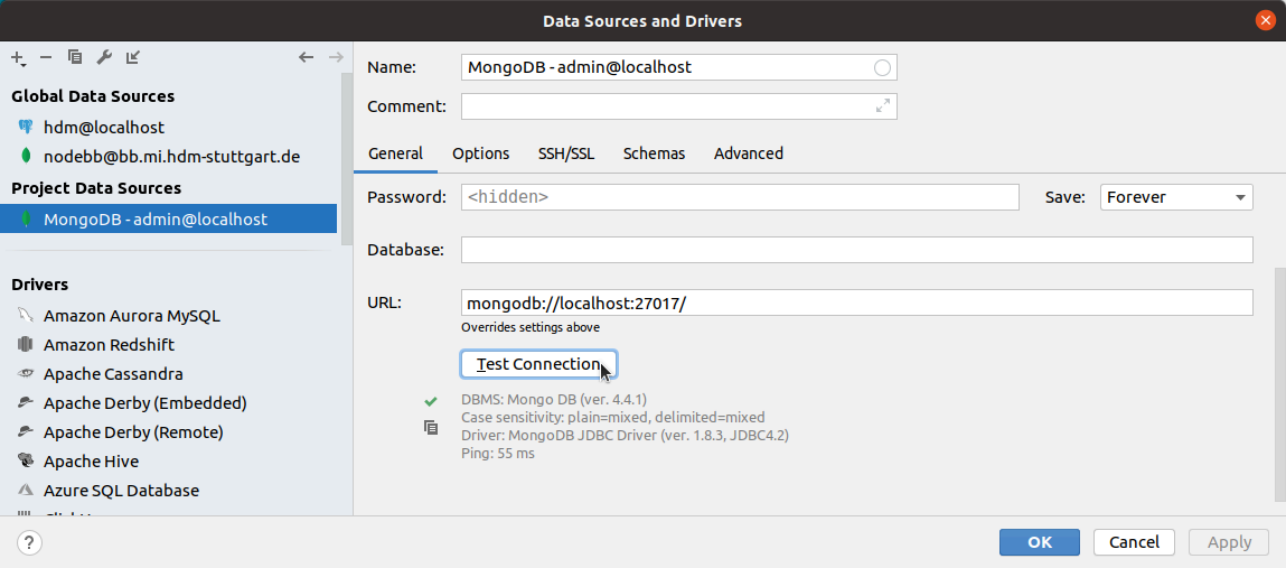 Data Sources and Drivers
Global Data Sources
hdm@localhost
nodebb@bb.mi.hdm-stuttgart.de
Project Data Sources
MongoDB - admin@localhost
Drivers
Amazon Aurora MySQL
Amazon Redshift
Apache Cassandra
Apache Derby (Embedded)
Apache Derby (Remote)
Apache Hive
Azure SQL Database
Name: MongoDB - admin@localhost
Comment:
General Options SSH/SSL Schemas Advanced
Password: <hidden> Save: Forever
Database:
URL: mongodb://localhost:27017/
Overrides settings above
Test Connection
DBMS: Mongo DB (ver. 4.4.1)
Case sensitivity: plain=mixed, delimited=mixed
Driver: MongoDB JDBC Driver (ver. 1.8.3, JDBC4.2)
Ping: 55 ms
? OK Cancel Apply